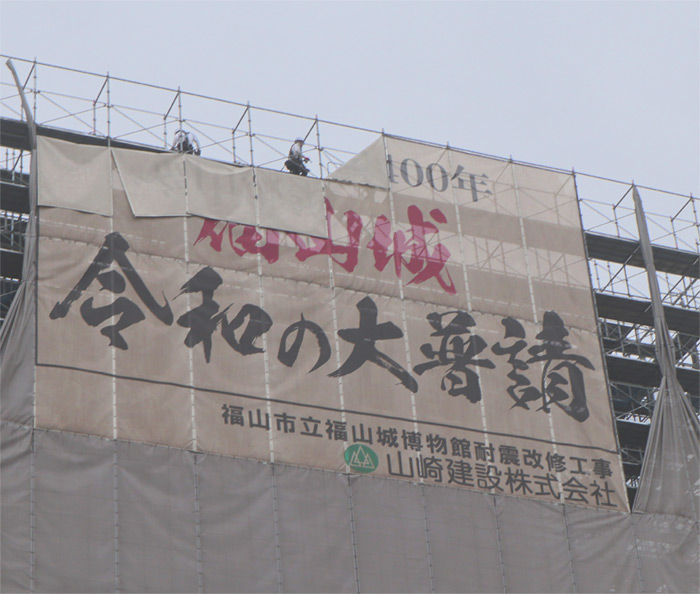 400年
福山城
令和の大普請
福山市立福山城博物館耐震改修工事
山崎建設株式会社